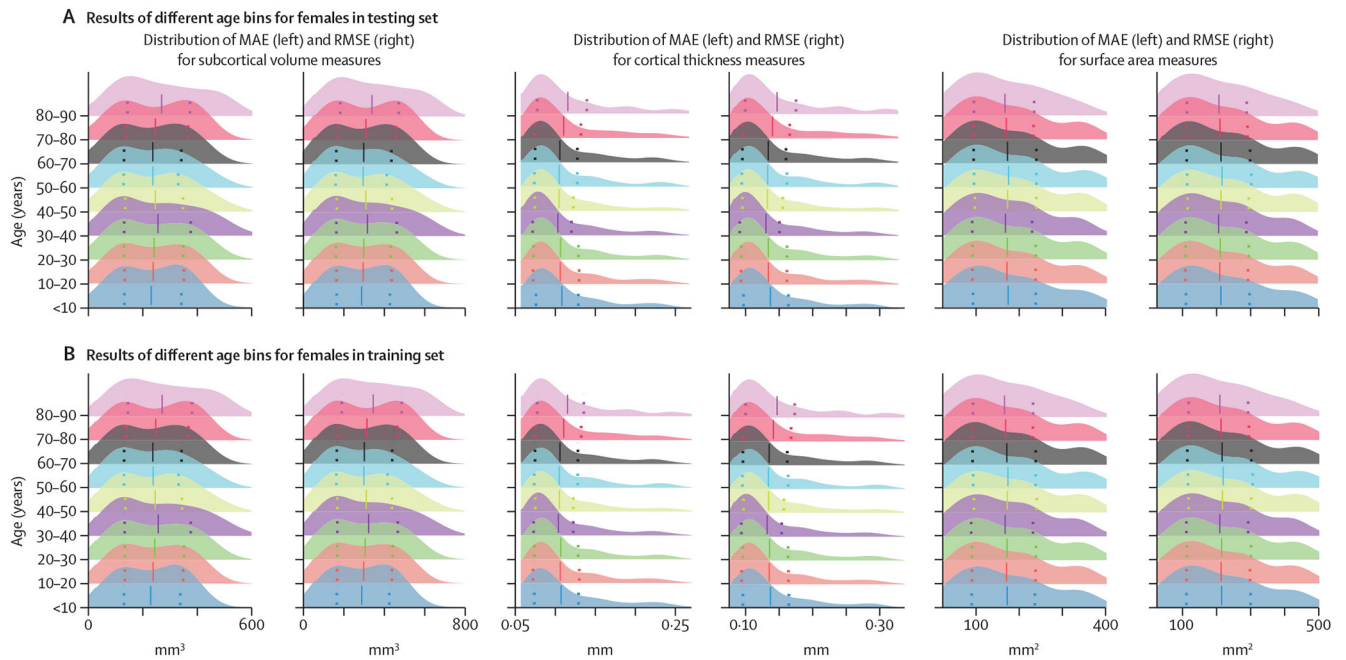 A Results of different age bins for females in testing set
Distribution of MAE (left) and RMSE (right)
for subcortical volume measures
Distribution of MAE (left) and RMSE (right)
for cortical thickness measures
Distribution of MAE (left) and RMSE (right)
for surface area measures
Age (years)
80–90
70–80
60–70
50–60
40–50
30–40
20–30
10–20
<10
B Results of different age bins for females in training set
Age (years)
80–90
70–80
60–70
50–60
40–50
30–40
20–30
10–20
<10
0 600 0 800 0·05 0·25 0·10 0·30 100 400 100 500
mm³ mm³ mm mm mm² mm²